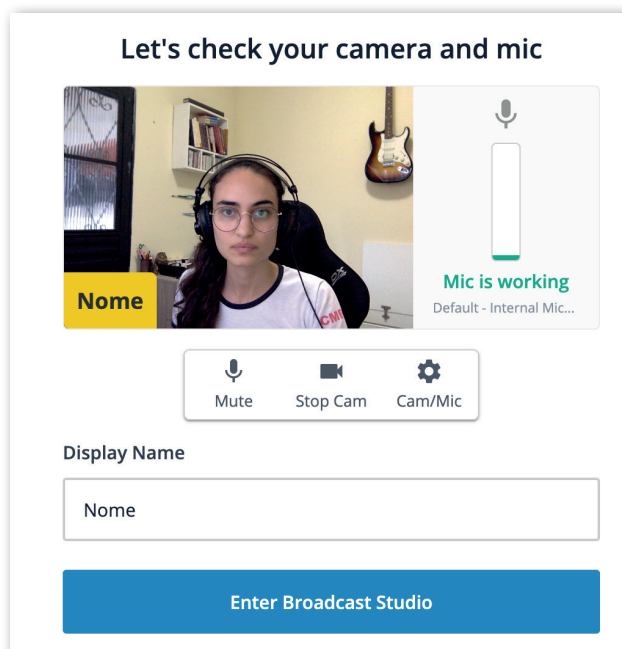 Let's check your camera and mic
Nome
CMR
Mic is working
Default - Internal Mic...
Mute
Stop Cam
Cam/Mic
Display Name
Nome
Enter Broadcast Studio